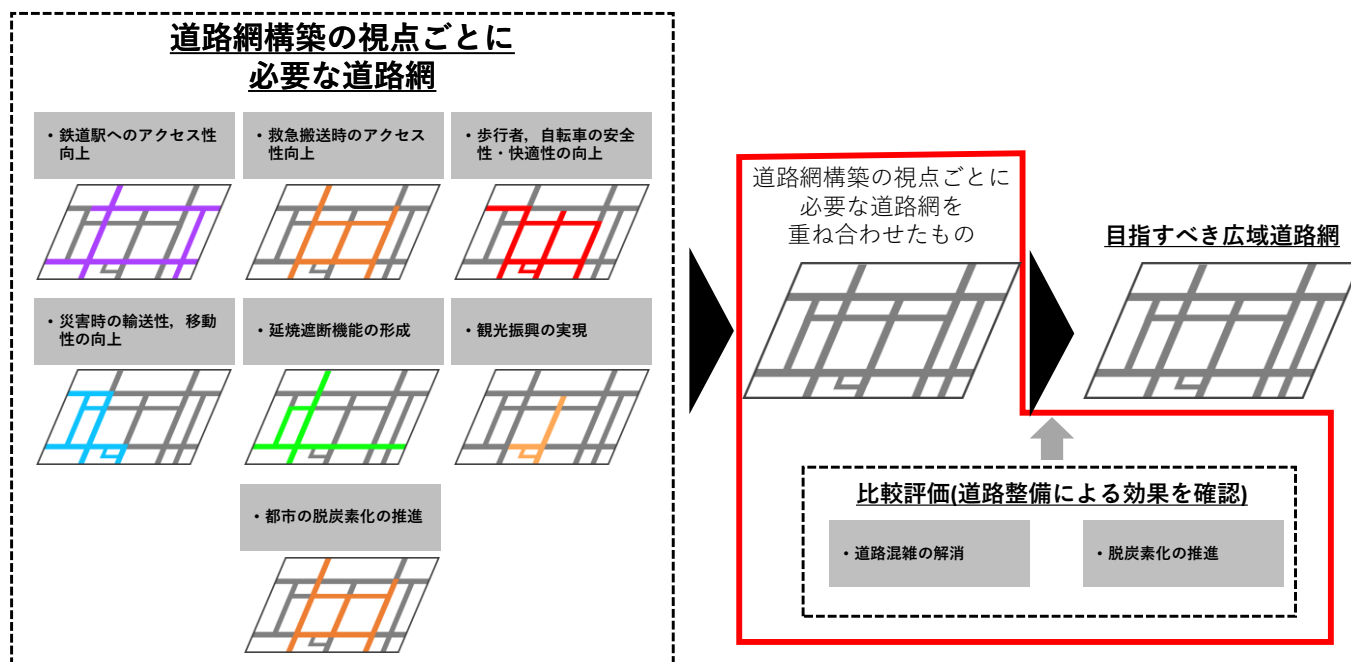 道路網構築の視点ごとに
必要な道路網
・鉄道駅へのアクセス性
向上
・救急搬送時のアクセス
性向上
・歩行者，自転車の安全
性・快適性の向上
・災害時の輸送性，移動
性の向上
・延焼遮断機能の形成
・観光振興の実現
・都市の脱炭素化の推進
道路網構築の視点ごとに
必要な道路網を
重ね合わせたもの
目指すべき広域道路網
比較評価(道路整備による効果を確認)
・道路混雑の解消
・脱炭素化の推進